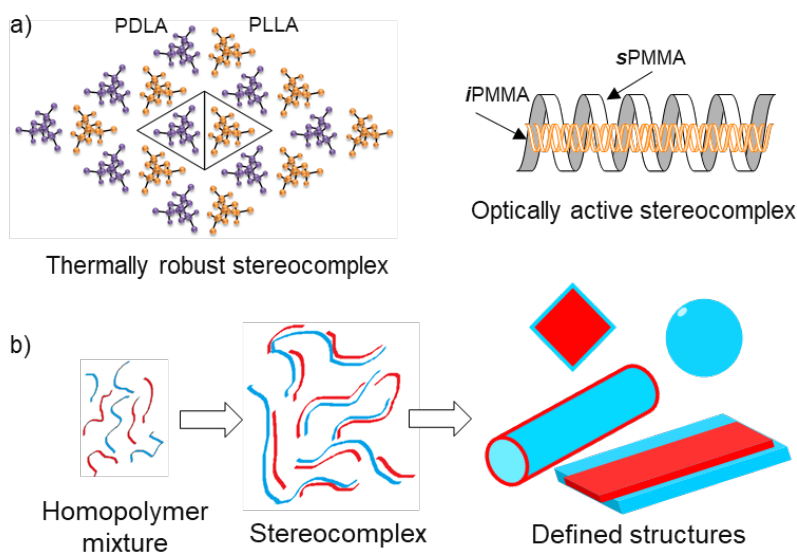 a)
PDLA
PLLA
Thermally robust stereocomplex
sPMMA
iPMMA
Optically active stereocomplex
b)
Homopolymer
mixture
Stereocomplex
Defined structures